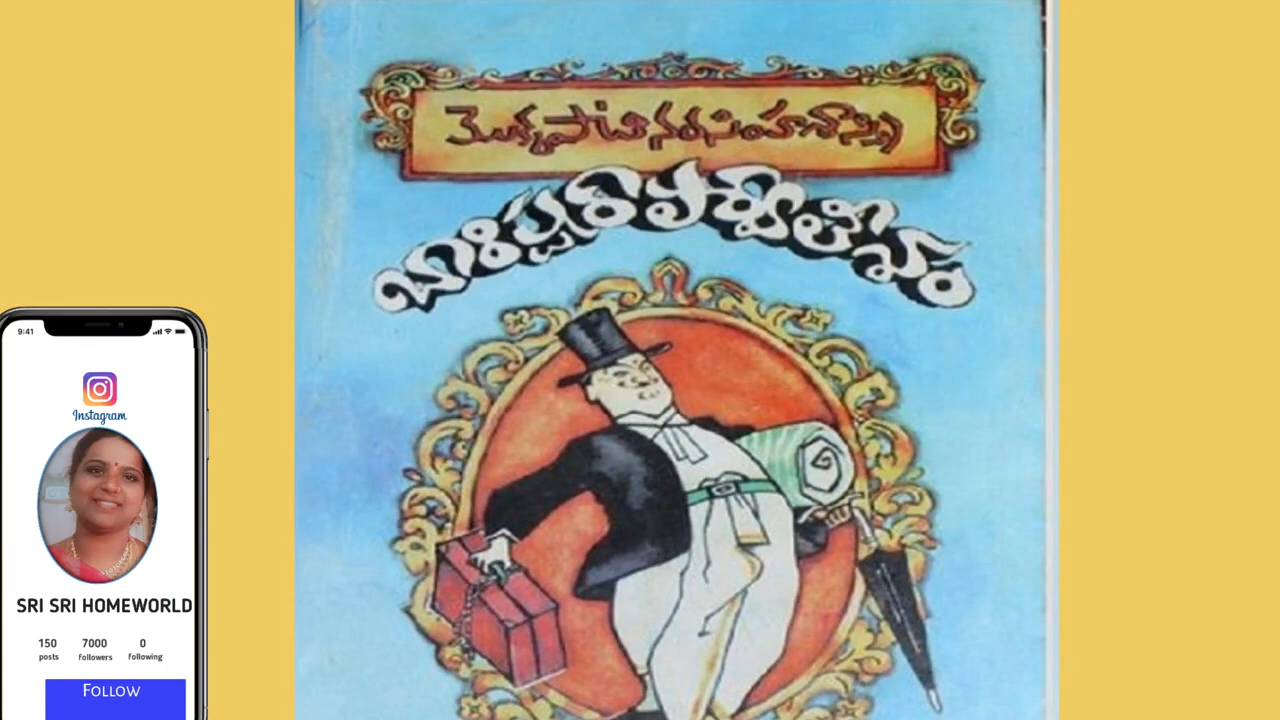 మొక్కపాటి నరసింహశాస్త్రి
బారిష్టరు పార్వతీశం
9:41
Instagram
SRI SRI HOMEWORLD
150 7000 0
posts followers following
FOLLOW